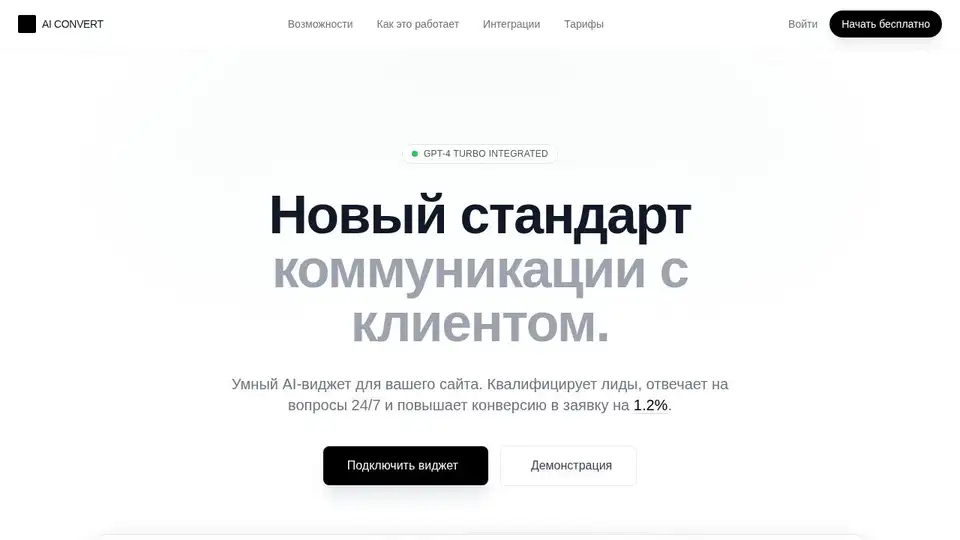 AI CONVERT
Возможности
Как это работает
Интеграции
Тарифы
Войти
Начать бесплатно
GPT-4 TURBO INTEGRATED
Новый стандарт
коммуникации с
клиентом.
Умный AI-виджет для вашего сайта. Квалифицирует лиды, отвечает на
вопросы 24/7 и повышает конверсию в заявку на 1.2%.
Подключить виджет
Демонстрация